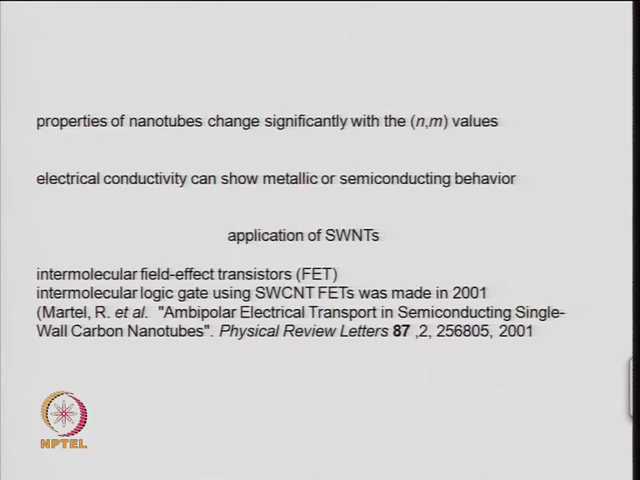 properties of nanotubes change significantly with the (n,m) values
electrical conductivity can show metallic or semiconducting behavior
application of SWNTs
intermolecular field-effect transistors (FET)
intermolecular logic gate using SWCNT FETs was made in 2001
(Martel, R. et al. "Ambipolar Electrical Transport in Semiconducting Single-
Wall Carbon Nanotubes". Physical Review Letters 87 ,2, 256805, 2001
NPTEL